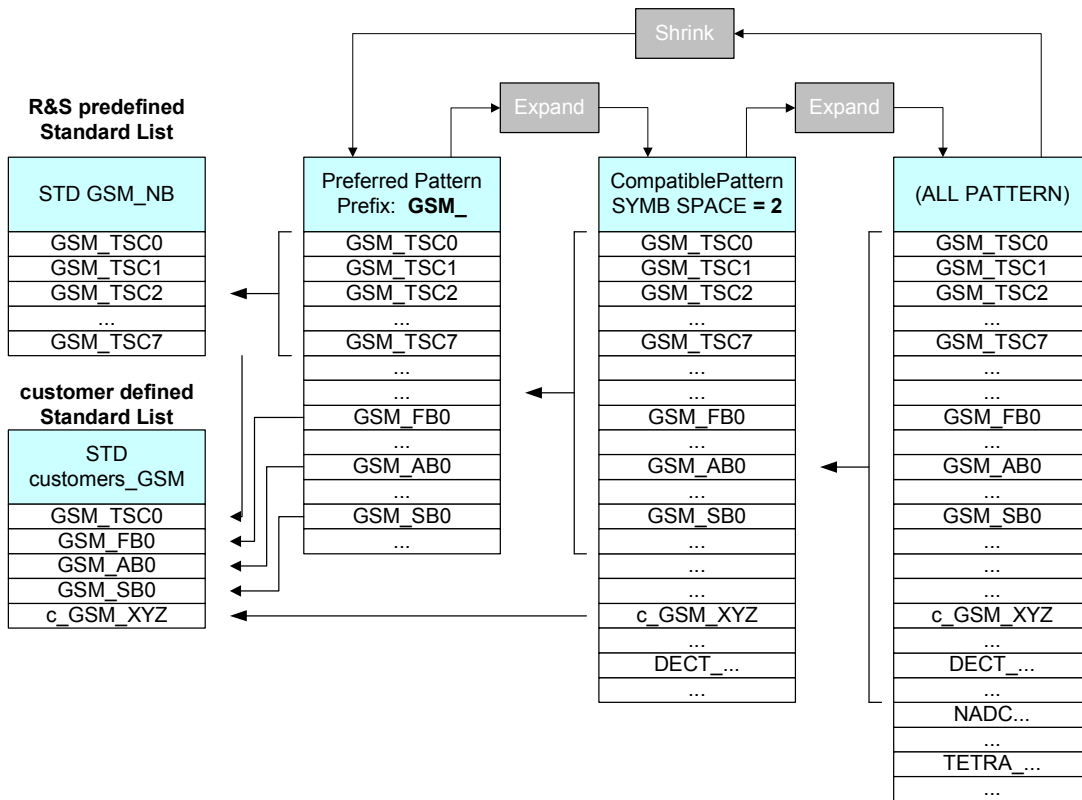 Shrink
Expand
Expand
R&S predefined
Standard List
STD GSM_NB
GSM_TSC0
GSM_TSC1
GSM_TSC2
...
GSM_TSC7
customer defined
Standard List
STD
customers_GSM
GSM_TSC0
GSM_FB0
GSM_AB0
GSM_SB0
c_GSM_XYZ
Preferred Pattern
Prefix: GSM_
GSM_TSC0
GSM_TSC1
GSM_TSC2
...
GSM_TSC7
...
...
GSM_FB0
...
GSM_AB0
...
GSM_SB0
...
CompatiblePattern
SYMB SPACE = 2
GSM_TSC0
GSM_TSC1
GSM_TSC2
...
GSM_TSC7
...
...
GSM_FB0
...
GSM_AB0
...
GSM_SB0
...
...
...
c_GSM_XYZ
...
DECT_...
...
(ALL PATTERN)
GSM_TSC0
GSM_TSC1
GSM_TSC2
...
GSM_TSC7
...
...
GSM_FB0
...
GSM_AB0
...
GSM_SB0
...
...
...
c_GSM_XYZ
...
DECT_...
...
NADC...
...
TETRA_...
...